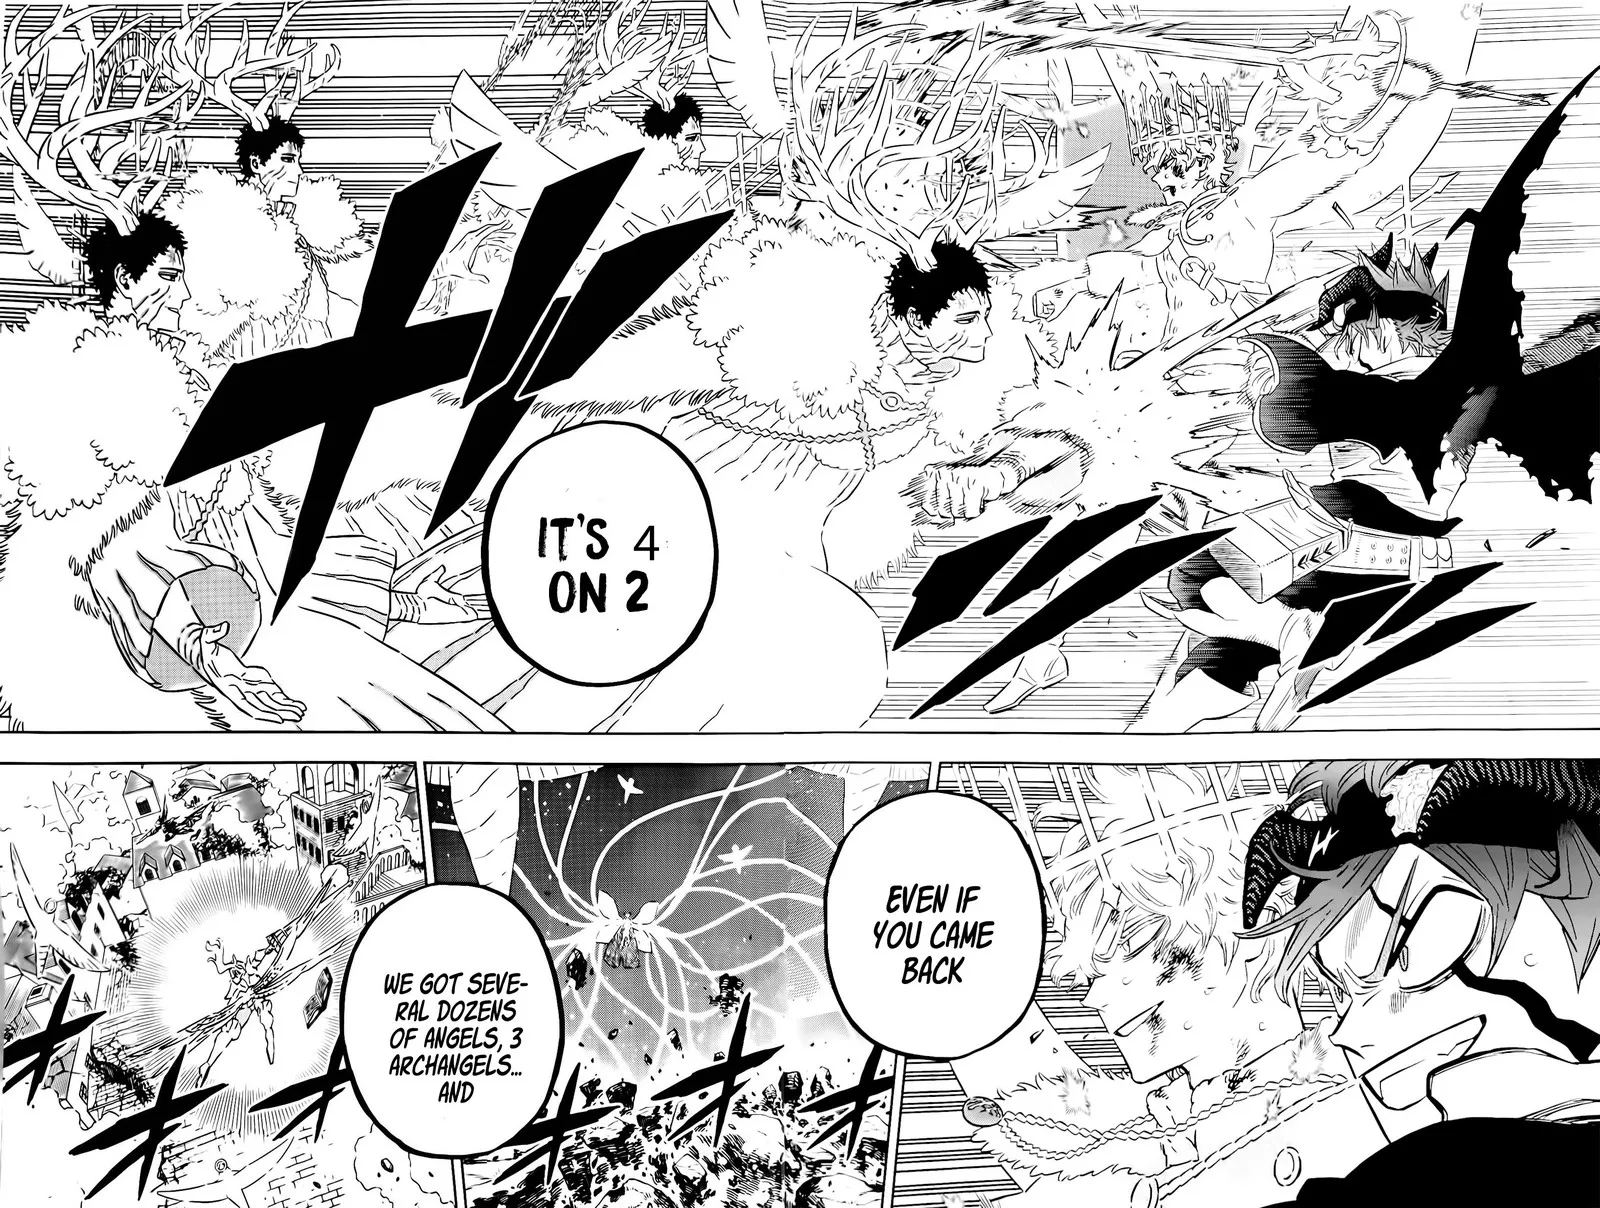 IT'S 4
ON 2
EVEN IF
YOU CAME
BACK
WE GOT SEVE-
RAL DOZENS
OF ANGELS, 3
ARCHANGELS...
AND